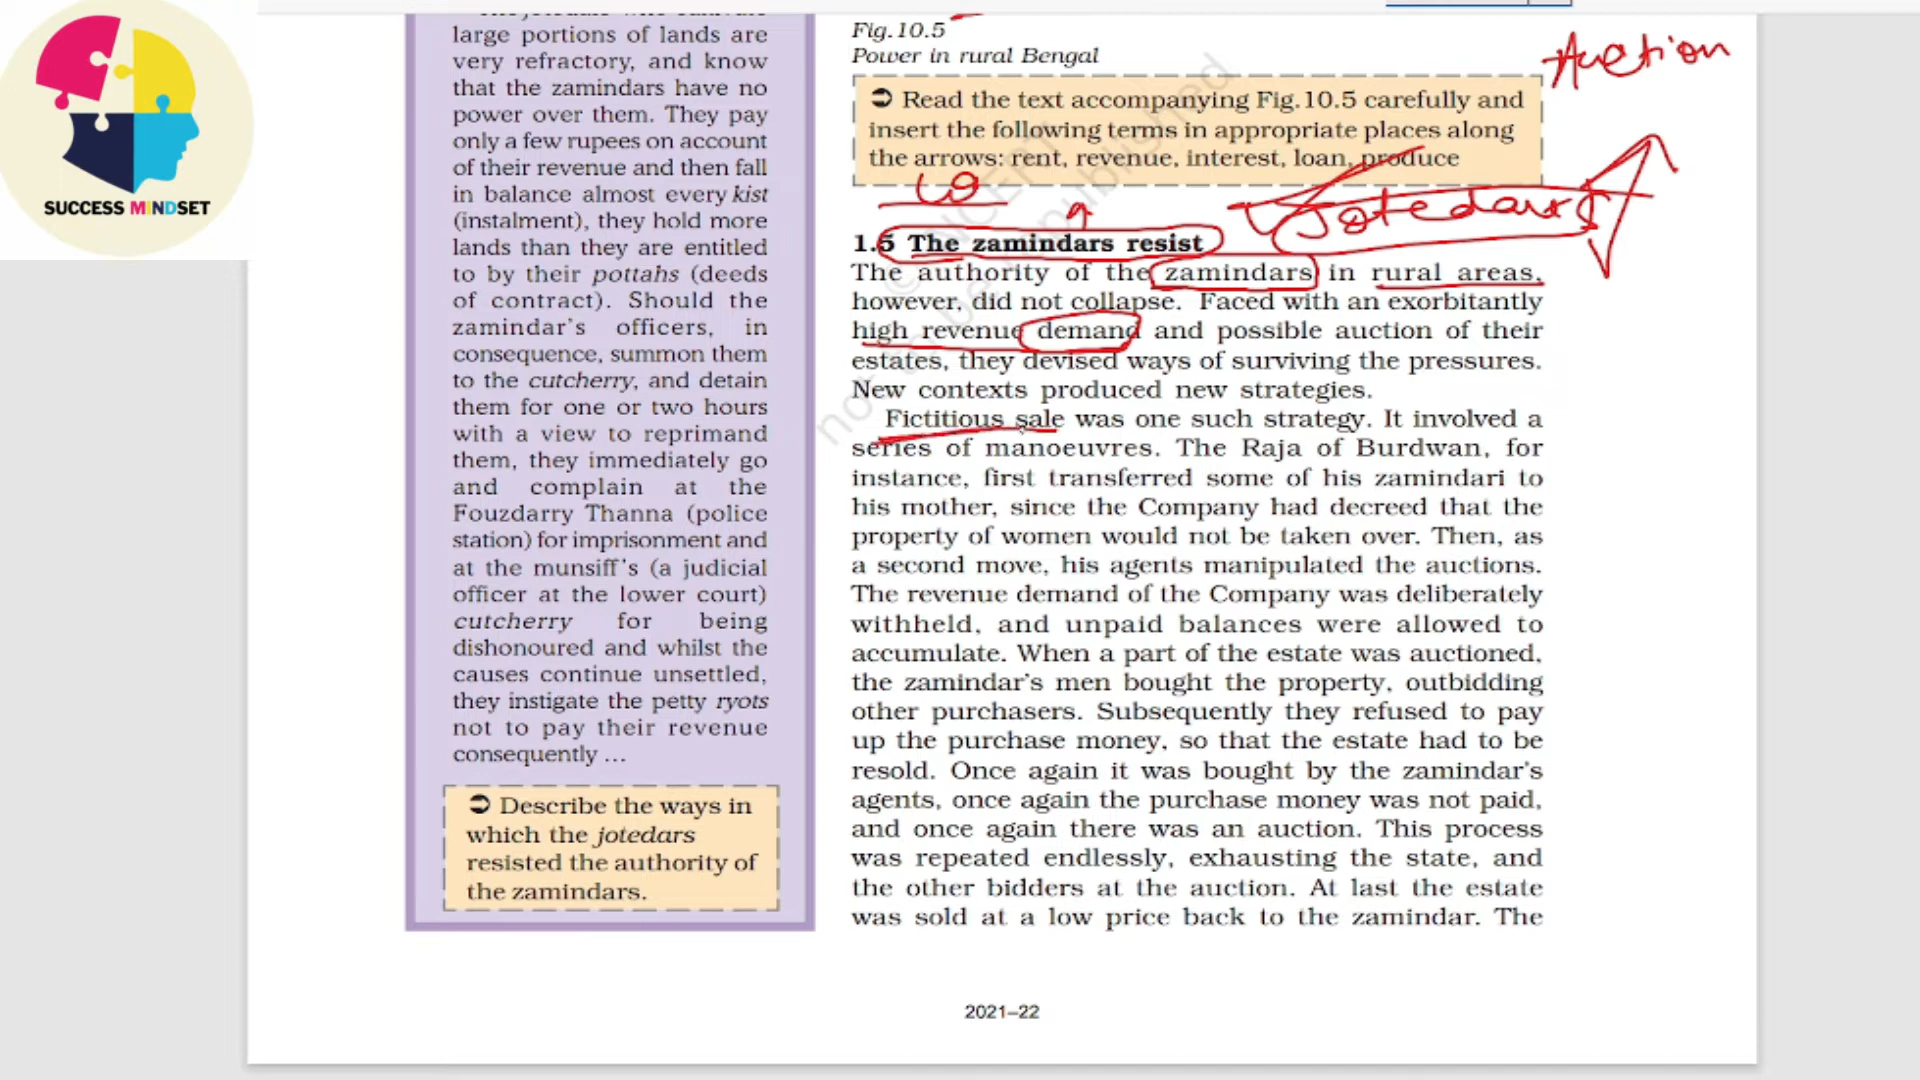 SUCCESS MINDSET
large portions of lands are
very refractory, and know
that the zamindars have no
power over them. They pay
only a few rupees on account
of their revenue and then fall
in balance almost every kist
(instalment), they hold more
lands than they are entitled
to by their pottahs (deeds
of contract). Should the
zamindar's officers, in
consequence, summon them
to the cutcherry, and detain
them for one or two hours
with a view to reprimand
them, they immediately go
and complain at the
Fouzdarry Thanna (police
station) for imprisonment and
at the munsiff's (a judicial
officer at the lower court)
cutcherry for being
dishonoured and whilst the
causes continue unsettled,
they instigate the petty ryots
not to pay their revenue
consequently ...
➲ Describe the ways in
which the jotedars
resisted the authority of
the zamindars.
Fig.10.5
Power in rural Bengal
Auction
➲ Read the text accompanying Fig.10.5 carefully and
insert the following terms in appropriate places along
the arrows: rent, revenue, interest, loan, produce
Jotedars
1.5 The zamindars resist
The authority of the zamindars in rural areas,
however, did not collapse. Faced with an exorbitantly
high revenue demand and possible auction of their
estates, they devised ways of surviving the pressures.
New contexts produced new strategies.
Fictitious sale was one such strategy. It involved a
series of manoeuvres. The Raja of Burdwan, for
instance, first transferred some of his zamindari to
his mother, since the Company had decreed that the
property of women would not be taken over. Then, as
a second move, his agents manipulated the auctions.
The revenue demand of the Company was deliberately
withheld, and unpaid balances were allowed to
accumulate. When a part of the estate was auctioned,
the zamindar's men bought the property, outbidding
other purchasers. Subsequently they refused to pay
up the purchase money, so that the estate had to be
resold. Once again it was bought by the zamindar's
agents, once again the purchase money was not paid,
and once again there was an auction. This process
was repeated endlessly, exhausting the state, and
the other bidders at the auction. At last the estate
was sold at a low price back to the zamindar. The
© NCERT
not to be republished
2021–22